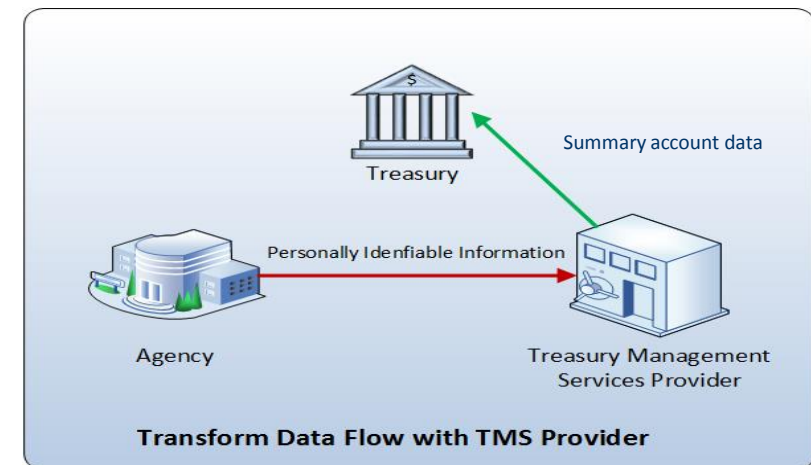 $
Treasury
Summary account data
Personally Idenfiable Information
Agency
Treasury Management
Services Provider
Transform Data Flow with TMS Provider